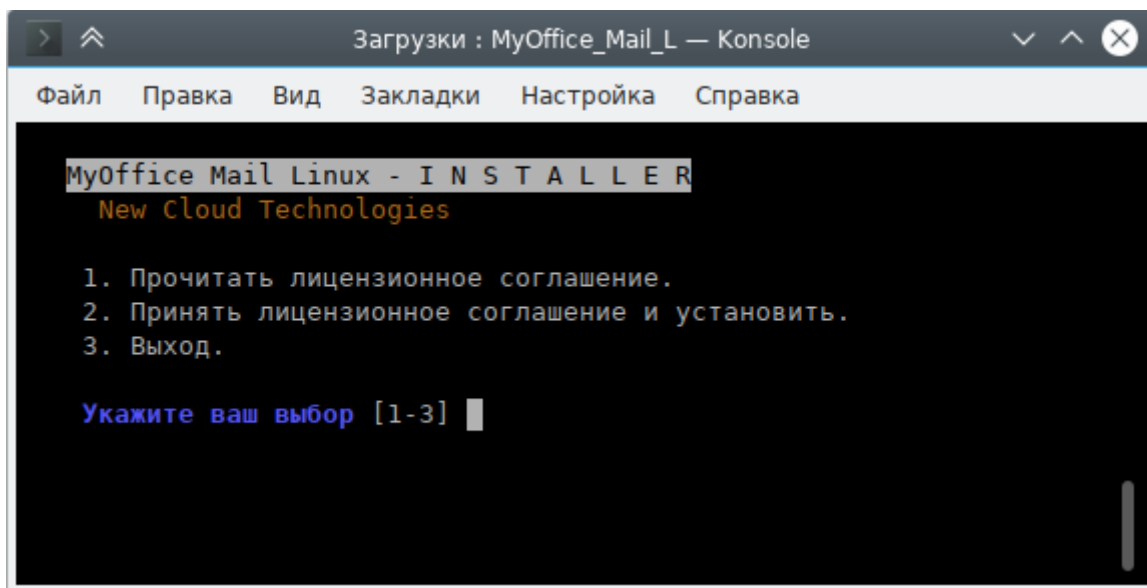 Загрузки : MyOffice_Mail_L — Konsole
Файл Правка Вид Закладки Настройка Справка
MyOffice Mail Linux - I N S T A L L E R
New Cloud Technologies
1. Прочитать лицензионное соглашение.
2. Принять лицензионное соглашение и установить.
3. Выход.
Укажите ваш выбор [1-3]